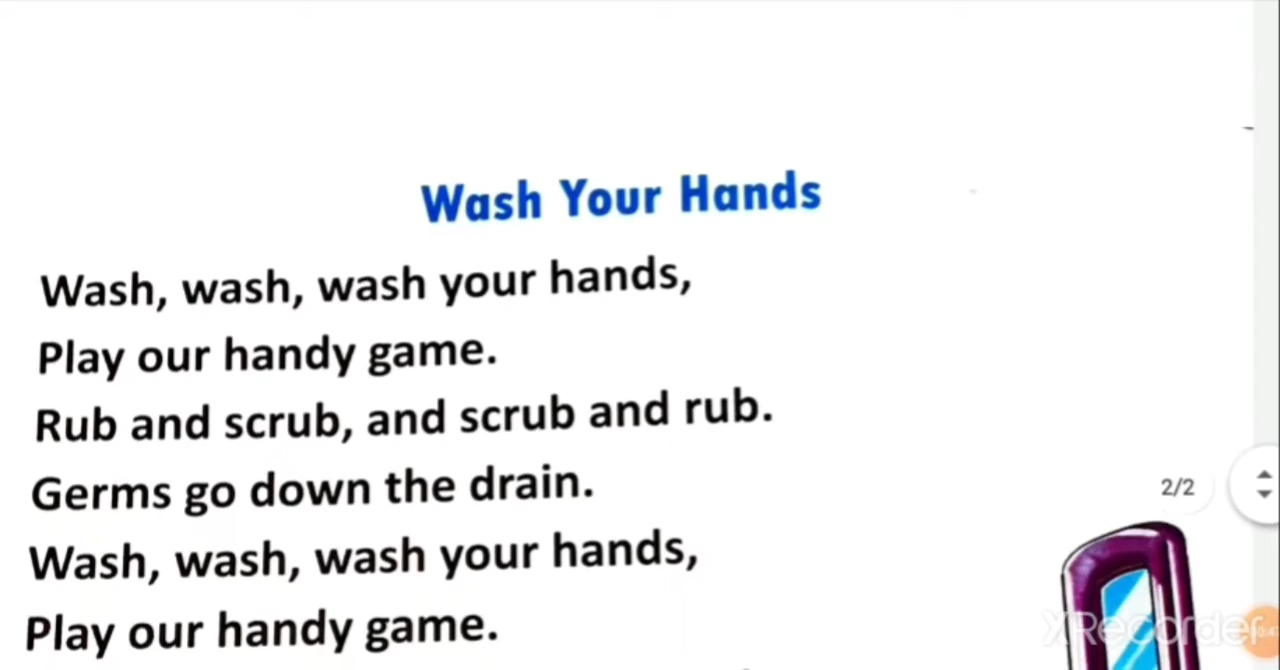 Wash Your Hands
Wash, wash, wash your hands,
Play our handy game.
Rub and scrub, and scrub and rub.
Germs go down the drain.
Wash, wash, wash your hands,
Play our handy game.
2/2
XRecorder